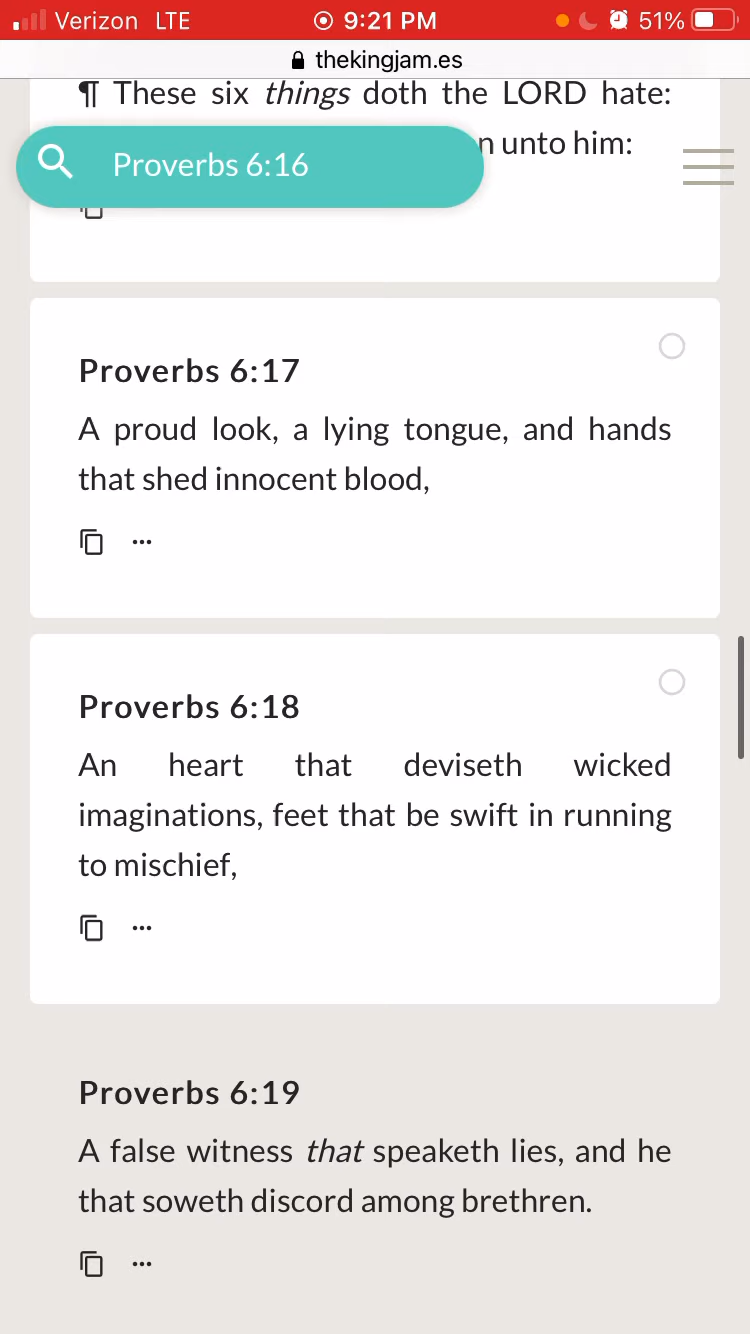 Verizon LTE 9:21 PM 51%
thekingjam.es
¶ These six things doth the LORD hate:
n unto him:
Proverbs 6:16
Proverbs 6:17
A proud look, a lying tongue, and hands
that shed innocent blood,
Proverbs 6:18
An heart that deviseth wicked
imaginations, feet that be swift in running
to mischief,
Proverbs 6:19
A false witness that speaketh lies, and he
that soweth discord among brethren.